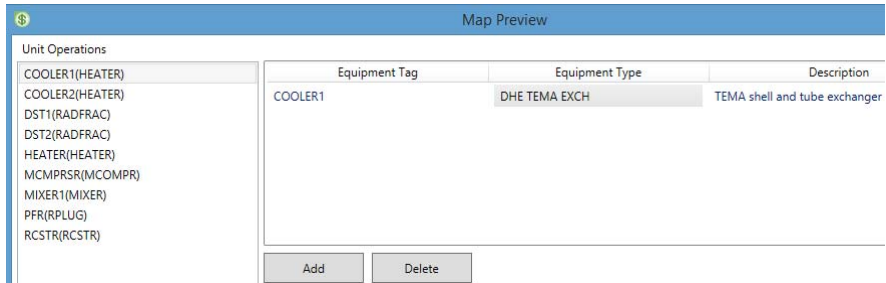 Map Preview
Unit Operations
COOLER1(HEATER)
COOLER2(HEATER)
DST1(RADFRAC)
DST2(RADFRAC)
HEATER(HEATER)
MCMPRSR(MCOMPR)
MIXER1(MIXER)
PFR(RPLUG)
RCSTR(RCSTR)
Equipment Tag Equipment Type Description
COOLER1 DHE TEMA EXCH TEMA shell and tube exchanger
Add Delete